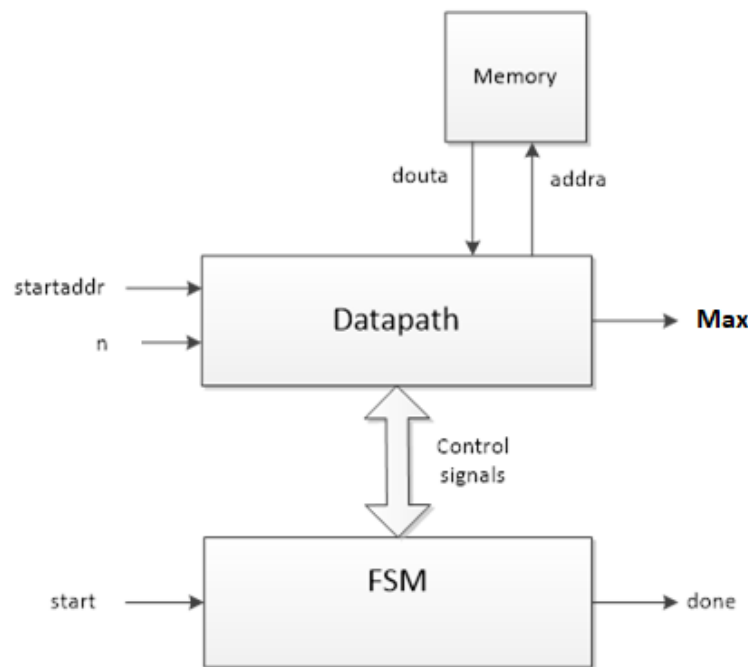 Memory
douta
addra
startaddr
Datapath
Max
n
Control
signals
FSM
start
done